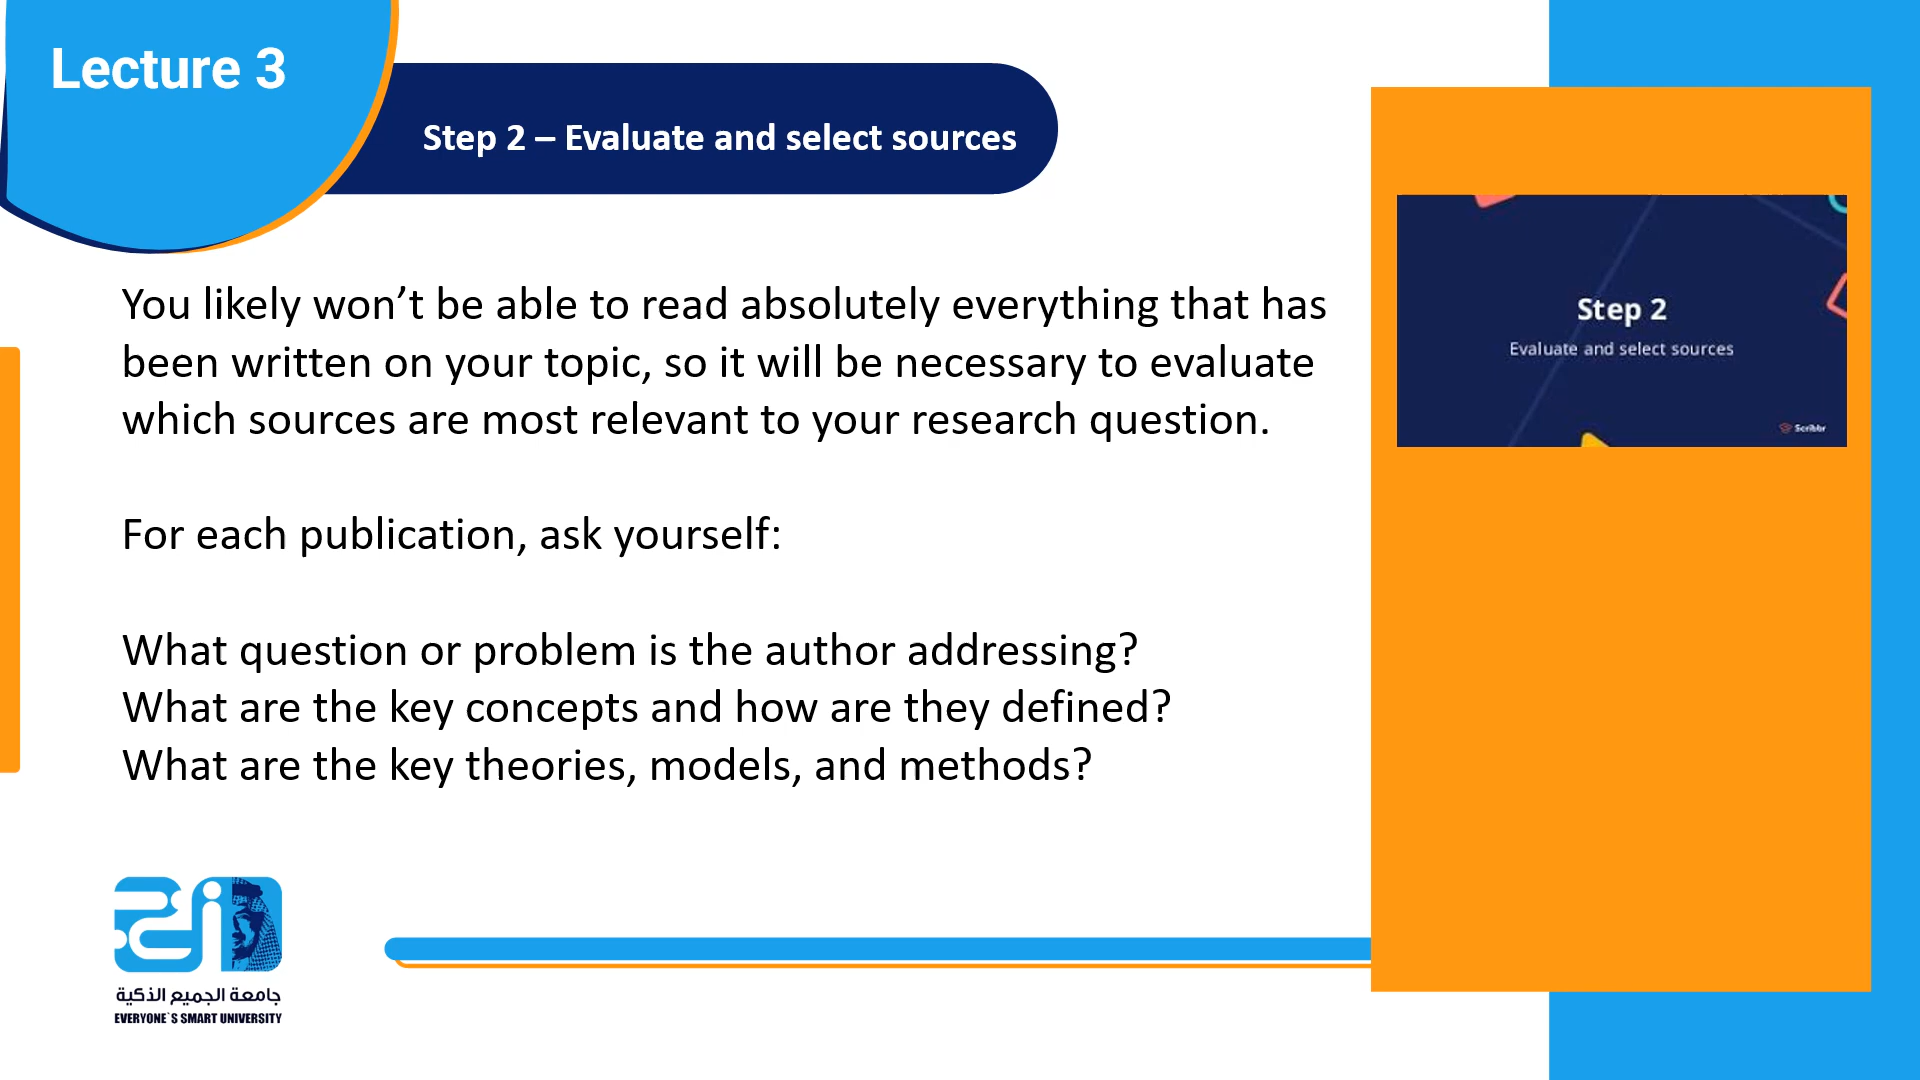 Lecture 3
Step 2 – Evaluate and select sources
You likely won’t be able to read absolutely everything that has
been written on your topic, so it will be necessary to evaluate
which sources are most relevant to your research question.
For each publication, ask yourself:
What question or problem is the author addressing?
What are the key concepts and how are they defined?
What are the key theories, models, and methods?
Step 2
Evaluate and select sources
Scribbr
جامعة الجميع الذكية
EVERYONE`S SMART UNIVERSITY